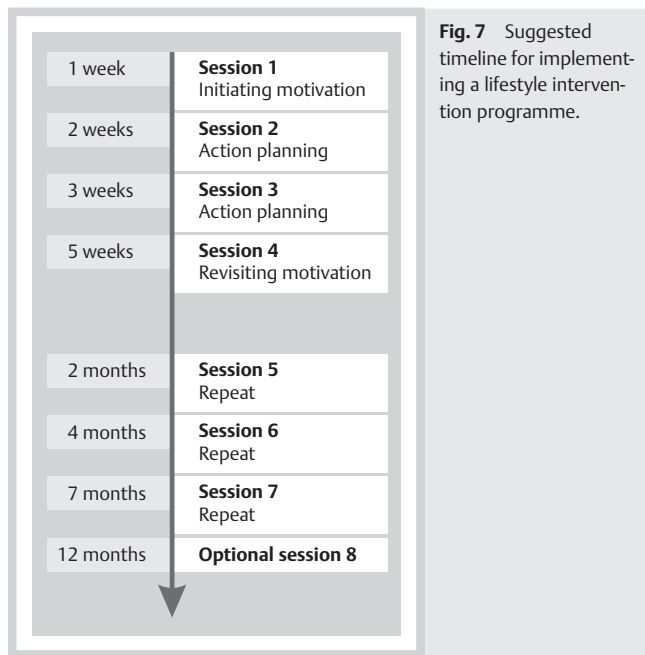 1 week
Session 1
Initiating motivation
2 weeks
Session 2
Action planning
3 weeks
Session 3
Action planning
5 weeks
Session 4
Revisiting motivation
2 months
Session 5
Repeat
4 months
Session 6
Repeat
7 months
Session 7
Repeat
12 months
Optional session 8
Fig. 7 Suggested
timeline for implement-
ing a lifestyle interven-
tion programme.